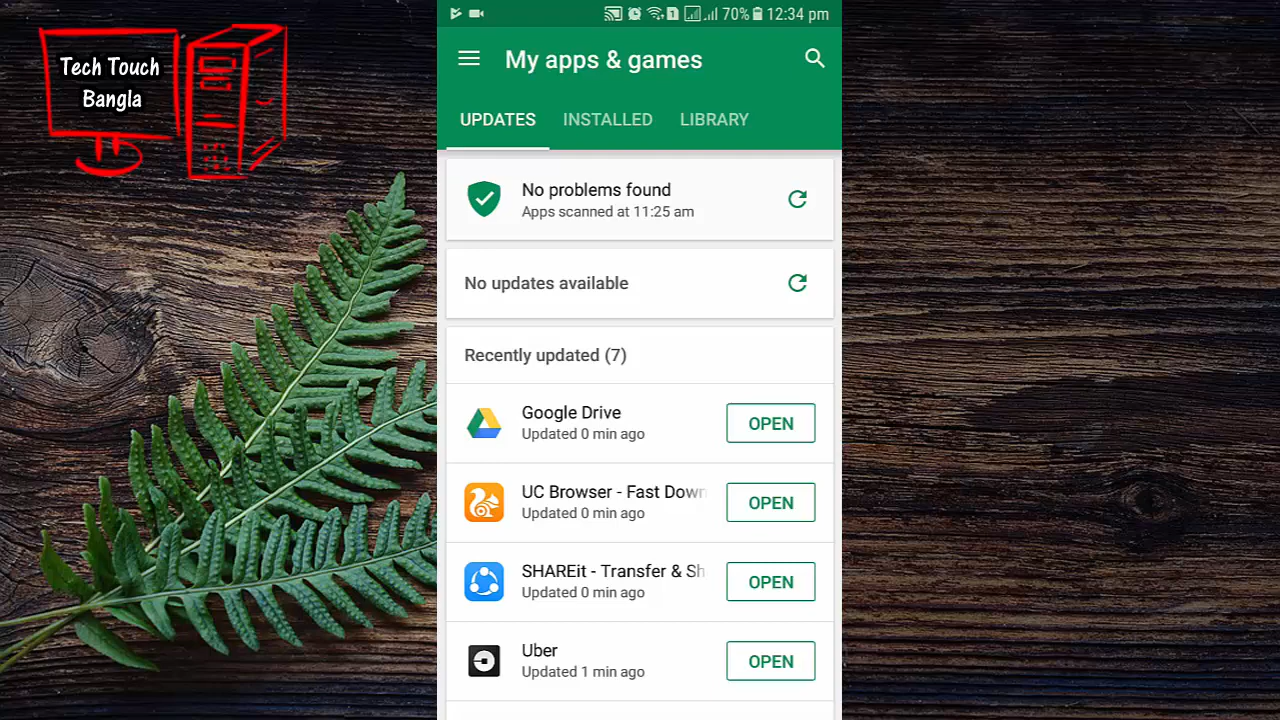 Tech Touch
Bangla
70% 12:34 pm
My apps & games
UPDATES INSTALLED LIBRARY
No problems found
Apps scanned at 11:25 am
No updates available
Recently updated (7)
Google Drive
Updated 0 min ago
OPEN
UC Browser - Fast Down
Updated 0 min ago
OPEN
SHAREit - Transfer & Sh
Updated 0 min ago
OPEN
Uber
Updated 1 min ago
OPEN